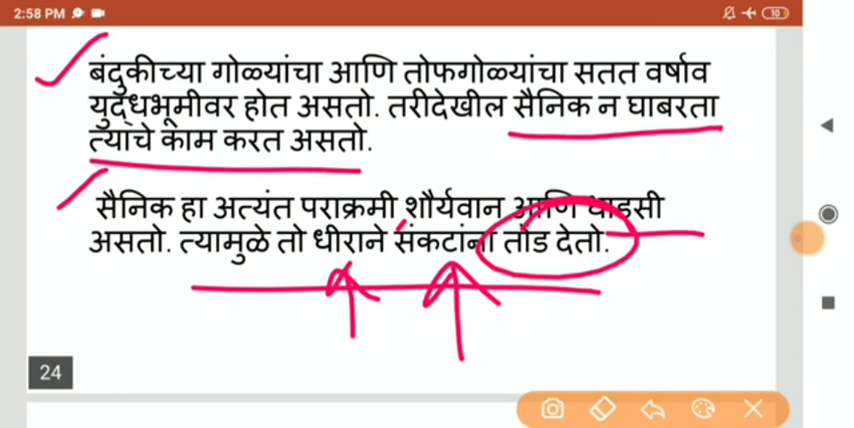 2:58 PM
10
बंदुकीच्या गोळ्यांचा आणि तोफगोळ्यांचा सतत वर्षाव
युद्धभूमीवर होत असतो. तरीदेखील सैनिक न घाबरता
त्यांचे काम करत असतो.
सैनिक हा अत्यंत पराक्रमी शौर्यवान आणि धाडसी
असतो. त्यामुळे तो धीराने संकटांना तोंड देतो.
24